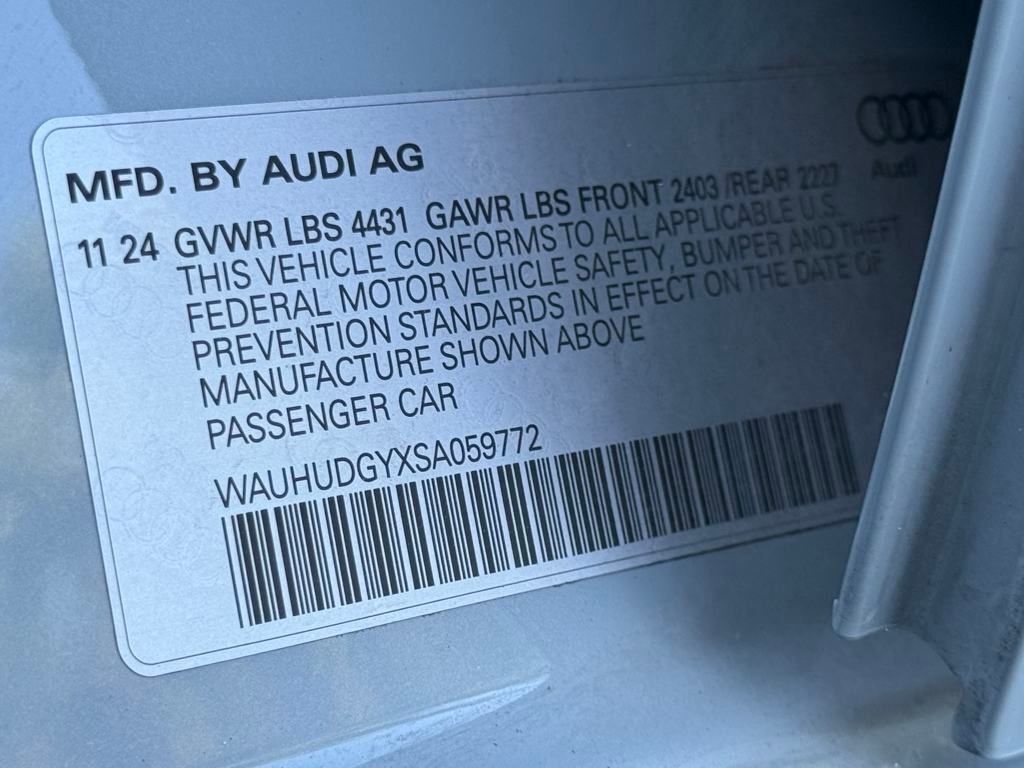 MFD. BY AUDI AG
Audi
11 24 GVWR LBS 4431 GAWR LBS FRONT 2403 /REAR 2227
THIS VEHICLE CONFORMS TO ALL APPLICABLE U.S.
FEDERAL MOTOR VEHICLE SAFETY, BUMPER AND THEFT
PREVENTION STANDARDS IN EFFECT ON THE DATE OF
MANUFACTURE SHOWN ABOVE
PASSENGER CAR
WAUHUDGYXSA059772